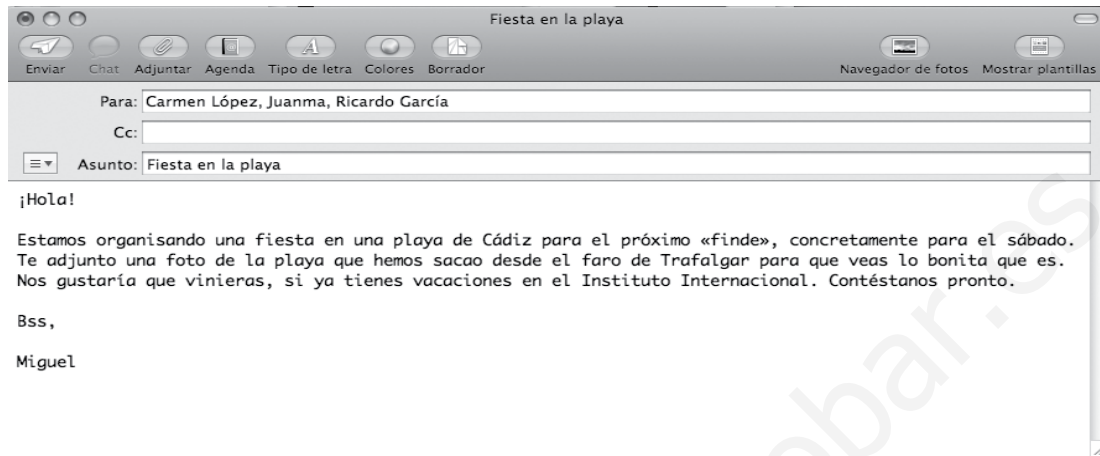 Fiesta en la playa
Enviar Chat Adjuntar Agenda Tipo de letra Colores Borrador Navegador de fotos Mostrar plantillas
Para: Carmen López, Juanma, Ricardo García
Cc:
Asunto: Fiesta en la playa
¡Hola!
Estamos organisando una fiesta en una playa de Cádiz para el próximo «finde», concretamente para el sábado.
Te adjunto una foto de la playa que hemos sacao desde el faro de Trafalgar para que veas lo bonita que es.
Nos gustaría que vinieras, si ya tienes vacaciones en el Instituto Internacional. Contéstanos pronto.
Bss,
Miguel